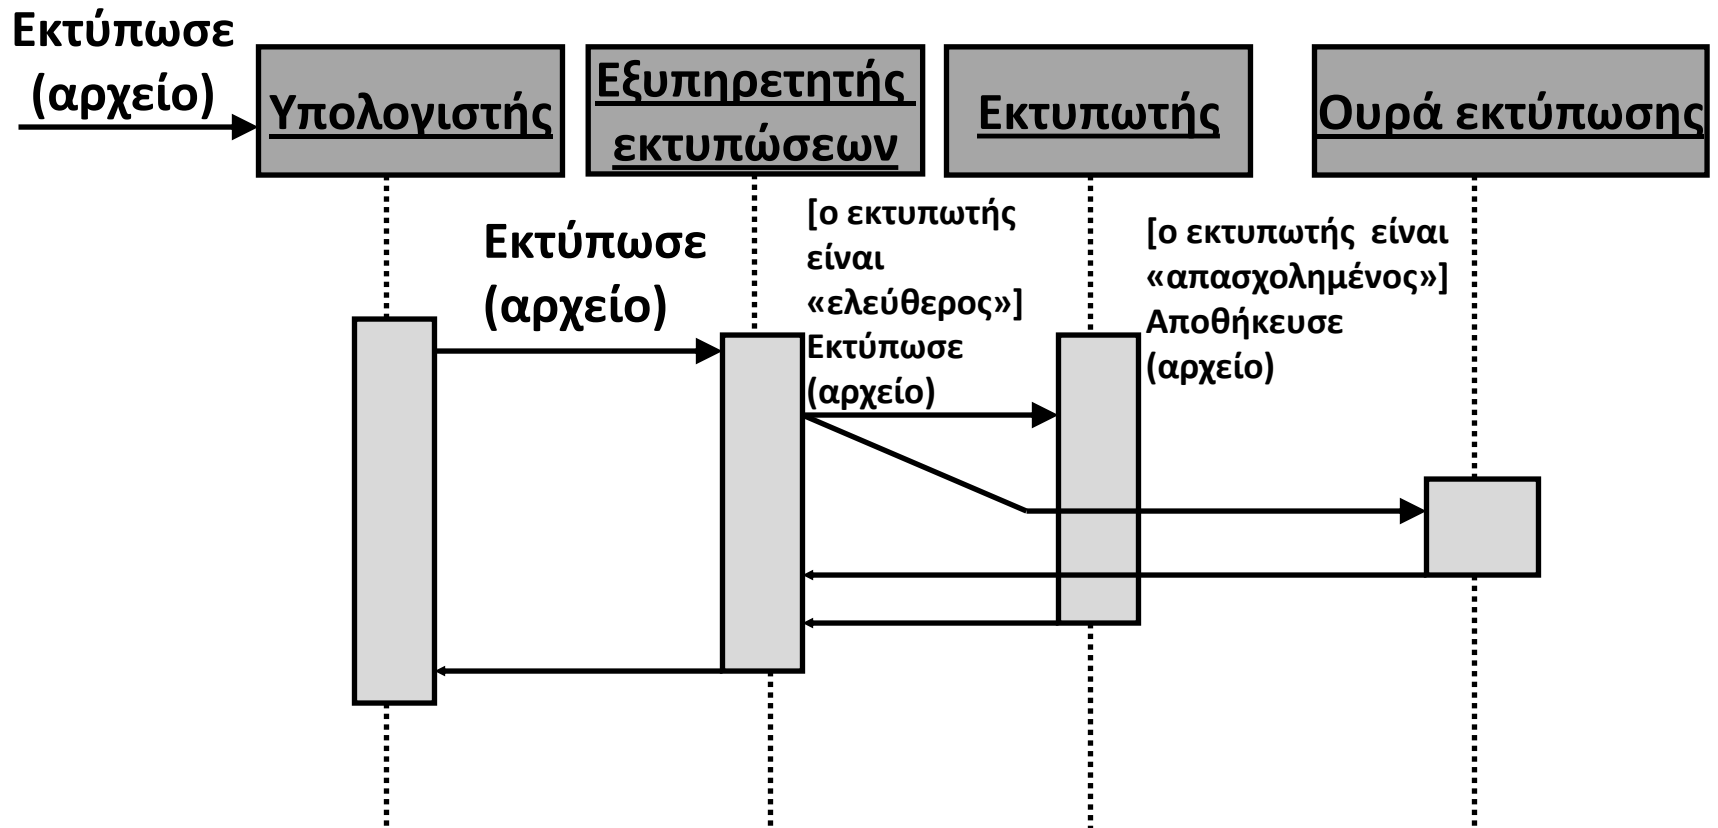 Εκτύπωσε
(αρχείο)
Υπολογιστής
Εξυπηρετητής
εκτυπώσεων
Εκτυπωτής
Ουρά εκτύπωσης
Εκτύπωσε
(αρχείο)
[ο εκτυπωτής
είναι
«ελεύθερος»]
Εκτύπωσε
(αρχείο)
[ο εκτυπωτής είναι
«απασχολημένος»]
Αποθήκευσε
(αρχείο)